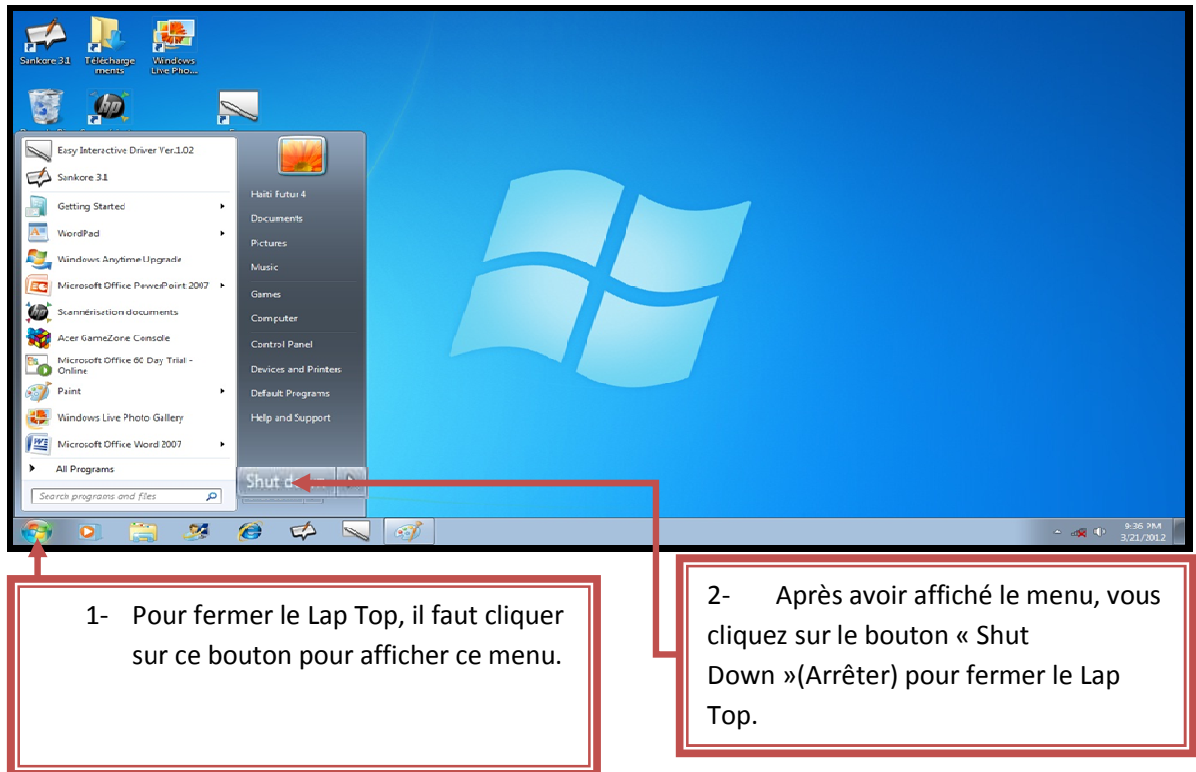 Sankore 3.1
Télécharge
ments
Windows
Live Pho...
Easy Interactive Driver Ver.1.02
Sankore 3.1
Getting Started
WordPad
Windows Anytime Upgrade
Microsoft Office PowerPoint 2007
Scannérisation documents
Acer GameZone Console
Microsoft Office 60 Day Trial -
Online
Paint
Windows Live Photo Gallery
Microsoft Office Word 2007
All Programs
Search programs and files
Haiti Futur 4
Documents
Pictures
Music
Games
Computer
Control Panel
Devices and Printers
Default Programs
Help and Support
Shut
9:36 PM
3/21/2012
1- Pour fermer le Lap Top, il faut cliquer
sur ce bouton pour afficher ce menu.
2- Après avoir affiché le menu, vous
cliquez sur le bouton « Shut
Down »(Arrêter) pour fermer le Lap
Top.